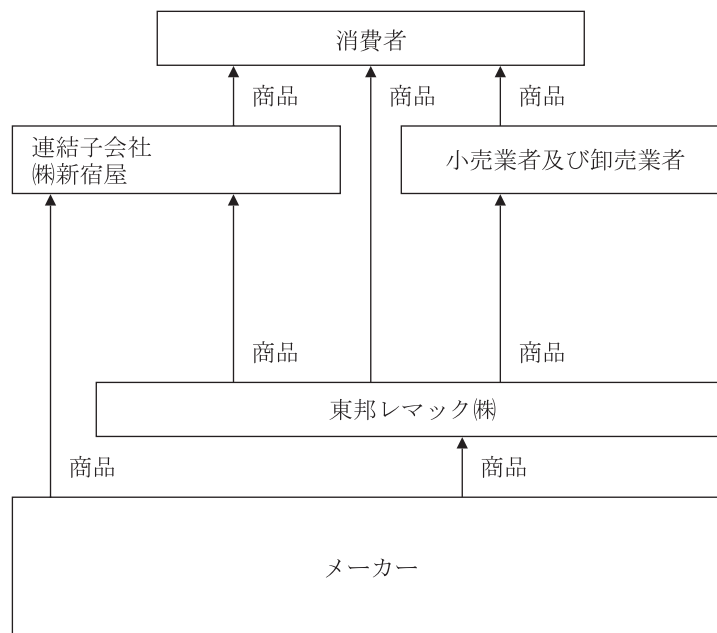 消費者
商品
商品
商品
連結子会社
㈱新宿屋
小売業者及び卸売業者
商品
商品
東邦レマック㈱
商品
商品
メーカー